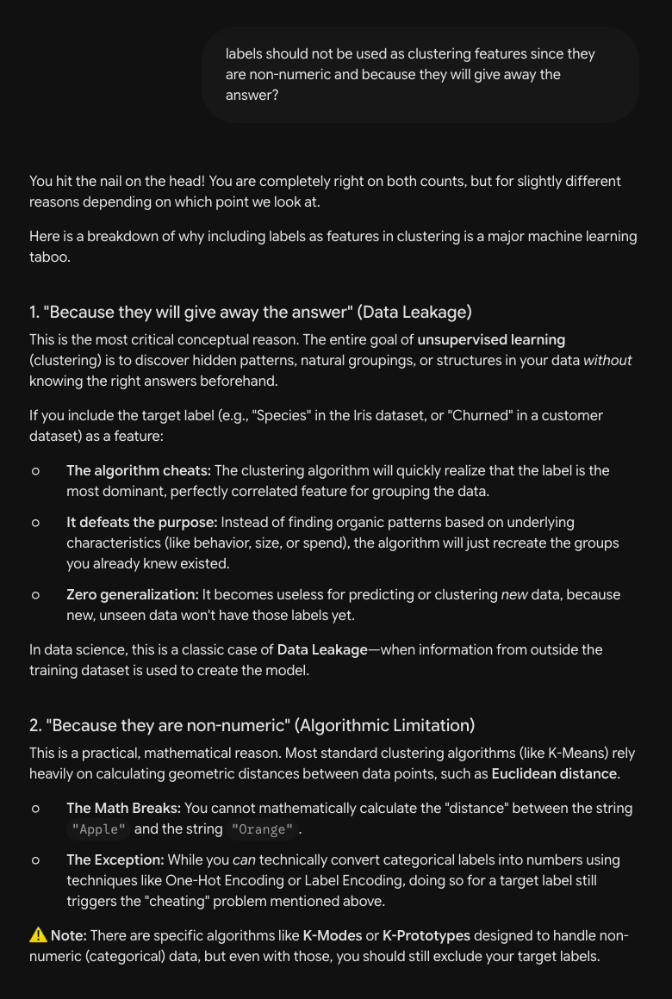 labels should not be used as clustering features since they
are non-numeric and because they will give away the
answer?
You hit the nail on the head! You are completely right on both counts, but for slightly different
reasons depending on which point we look at.
Here is a breakdown of why including labels as features in clustering is a major machine learning
taboo.
1. "Because they will give away the answer" (Data Leakage)
This is the most critical conceptual reason. The entire goal of unsupervised learning
(clustering) is to discover hidden patterns, natural groupings, or structures in your data without
knowing the right answers beforehand.
If you include the target label (e.g., "Species" in the Iris dataset, or "Churned" in a customer
dataset) as a feature:
The algorithm cheats: The clustering algorithm will quickly realize that the label is the
most dominant, perfectly correlated feature for grouping the data.
It defeats the purpose: Instead of finding organic patterns based on underlying
characteristics (like behavior, size, or spend), the algorithm will just recreate the groups
you already knew existed.
Zero generalization: It becomes useless for predicting or clustering new data, because
new, unseen data won't have those labels yet.
In data science, this is a classic case of Data Leakage—when information from outside the
training dataset is used to create the model.
2. "Because they are non-numeric" (Algorithmic Limitation)
This is a practical, mathematical reason. Most standard clustering algorithms (like K-Means) rely
heavily on calculating geometric distances between data points, such as Euclidean distance.
The Math Breaks: You cannot mathematically calculate the "distance" between the string
"Apple" and the string "Orange".
The Exception: While you can technically convert categorical labels into numbers using
techniques like One-Hot Encoding or Label Encoding, doing so for a target label still
triggers the "cheating" problem mentioned above.
⚠️ Note: There are specific algorithms like K-Modes or K-Prototypes designed to handle non-
numeric (categorical) data, but even with those, you should still exclude your target labels.